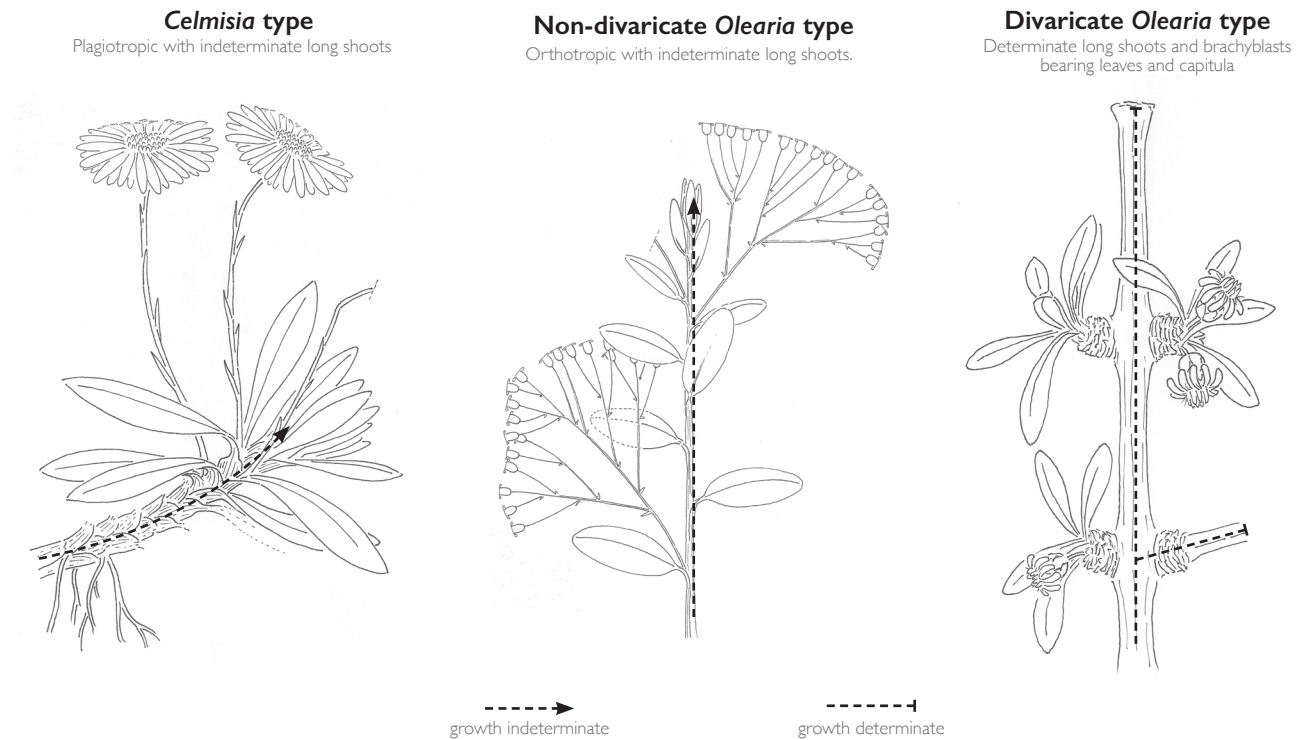 Celmisia type
Plagiotropic with indeterminate long shoots
Non-divaricate Olearia type
Orthotropic with indeterminate long shoots.
Divaricate Olearia type
Determinate long shoots and brachyblasts
bearing leaves and capitula
growth indeterminate
growth determinate